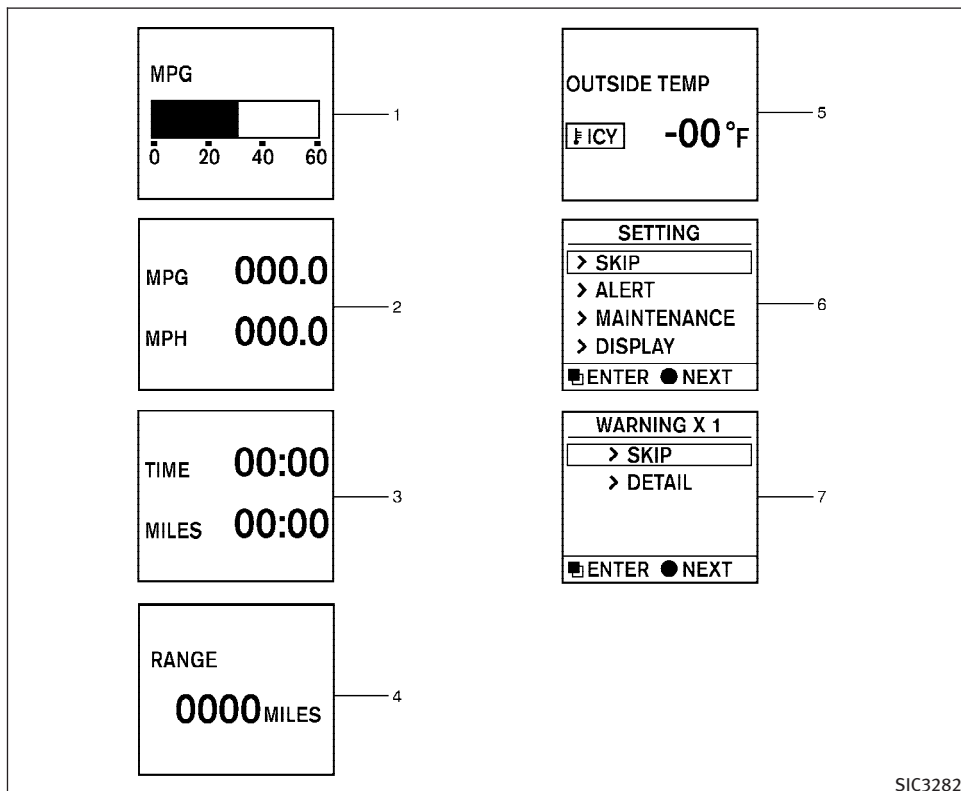 MPG
0 20 40 60
1
MPG 000.0
MPH 000.0
2
TIME 00:00
MILES 00:00
3
RANGE
0000 MILES
4
OUTSIDE TEMP
ICY -00°F
5
SETTING
> SKIP
> ALERT
> MAINTENANCE
> DISPLAY
ENTER ● NEXT
6
WARNING X 1
> SKIP
> DETAIL
ENTER ● NEXT
7
SIC3282